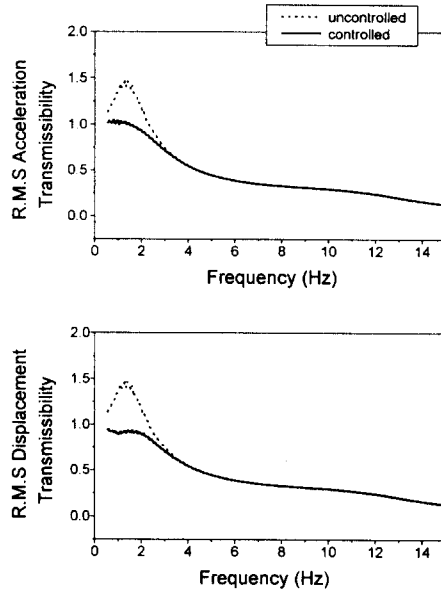 uncontrolled
controlled
R.M.S Acceleration
Transmissibility
2.0
1.5
1.0
0.5
0.0
0 2 4 6 8 10 12 14
Frequency (Hz)
R.M.S Displacement
Transmissibility
2.0
1.5
1.0
0.5
0.0
0 2 4 6 8 10 12 14
Frequency (Hz)